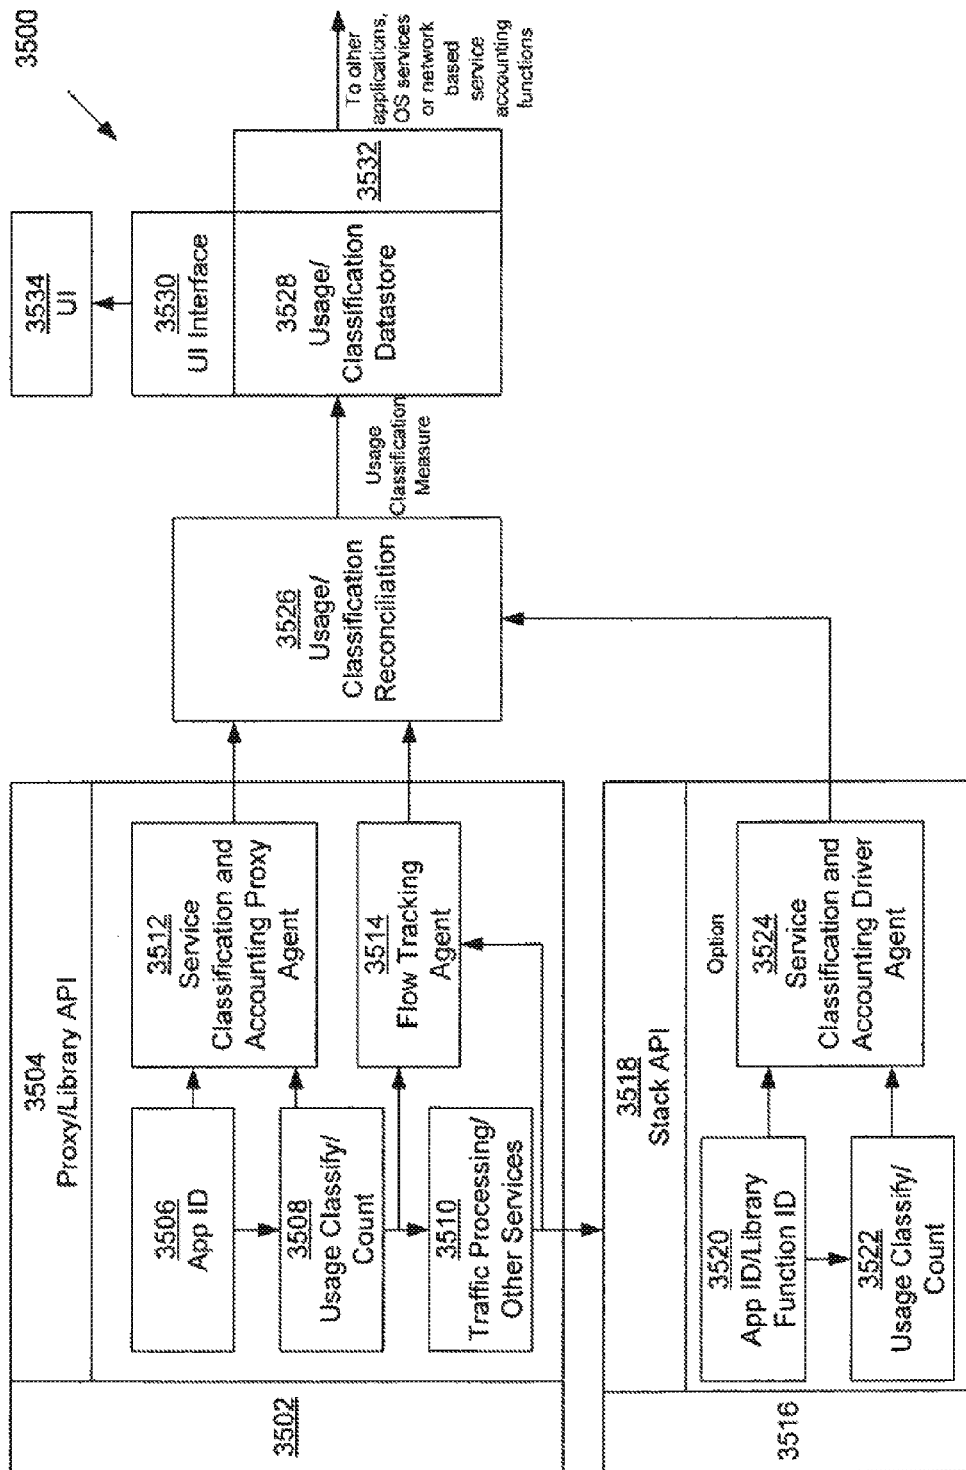 3500
3502
3504
Proxy/Library API
3506
App ID
3508
Usage Classify/
Count
3510
Traffic Processing/
Other Services
3512
Service
Classification and
Accounting Proxy
Agent
3514
Flow Tracking
Agent
3516
3518
Stack API
3520
App ID/Library
Function ID
3522
Usage Classify/
Count
Option
3524
Service
Classification and
Accounting Driver
Agent
3526
Usage/
Classification
Reconciliation
Usage
Classification
Measure
3534
UI
3530
UI Interface
3528
Usage/
Classification
Datastore
3532
To other
applications,
OS services
or network
based
service
accounting
functions